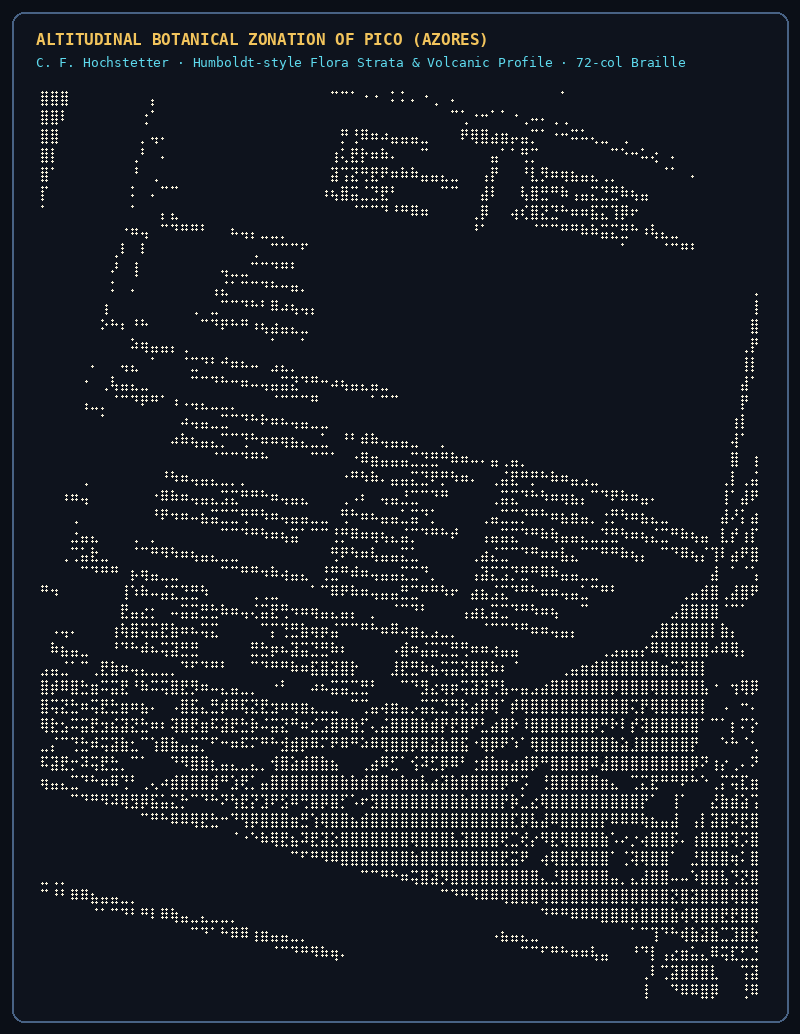 ALTITUDINAL BOTANICAL ZONATION OF PICO (AZORES)
C. F. Hochstetter · Humboldt-style Flora Strata & Volcanic Profile · 72-col Braille